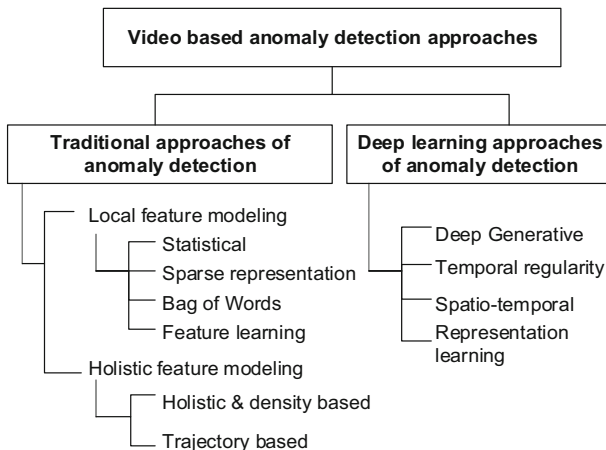 Video based anomaly detection approaches
Traditional approaches of
anomaly detection
Deep learning approaches
of anomaly detection
Local feature modeling
Statistical
Sparse representation
Bag of Words
Feature learning
Holistic feature modeling
Holistic & density based
Trajectory based
Deep Generative
Temporal regularity
Spatio-temporal
Representation
learning